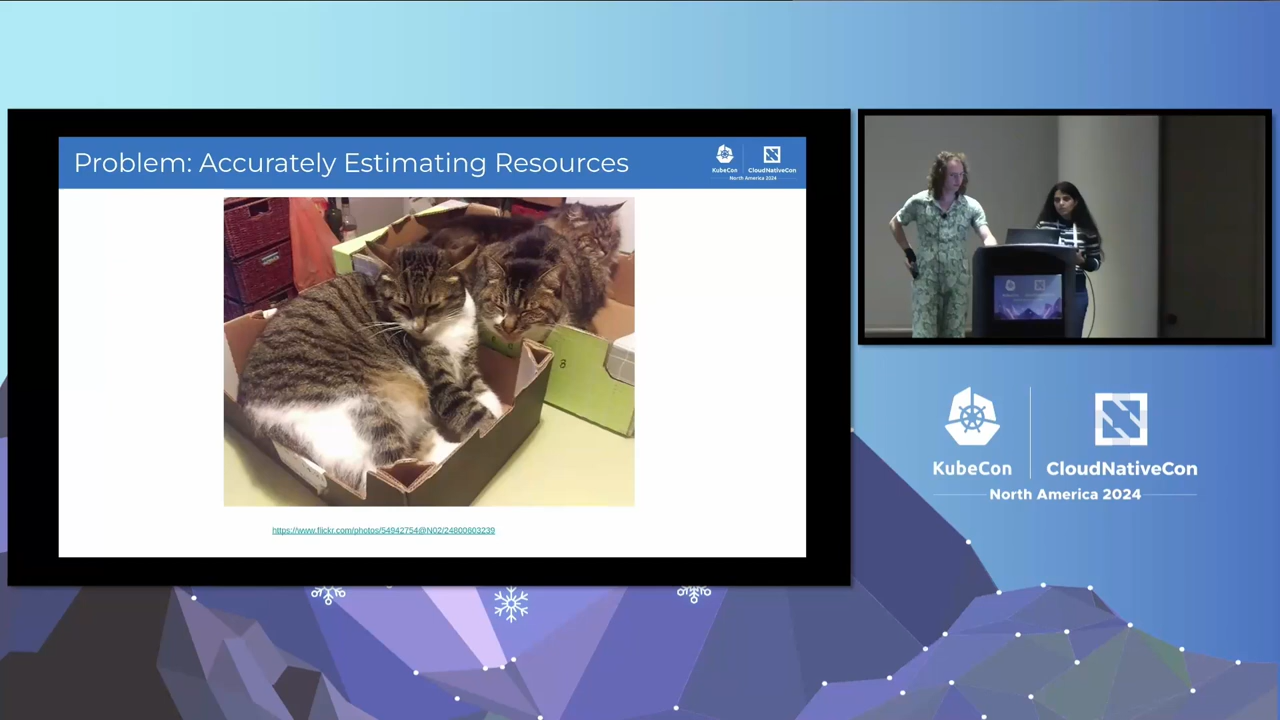 Problem: Accurately Estimating Resources
KubeCon
CloudNativeCon
North America 2024
https://www.flickr.com/photos/54942754@N02/24800603239
KubeCon
CloudNativeCon
North America 2024